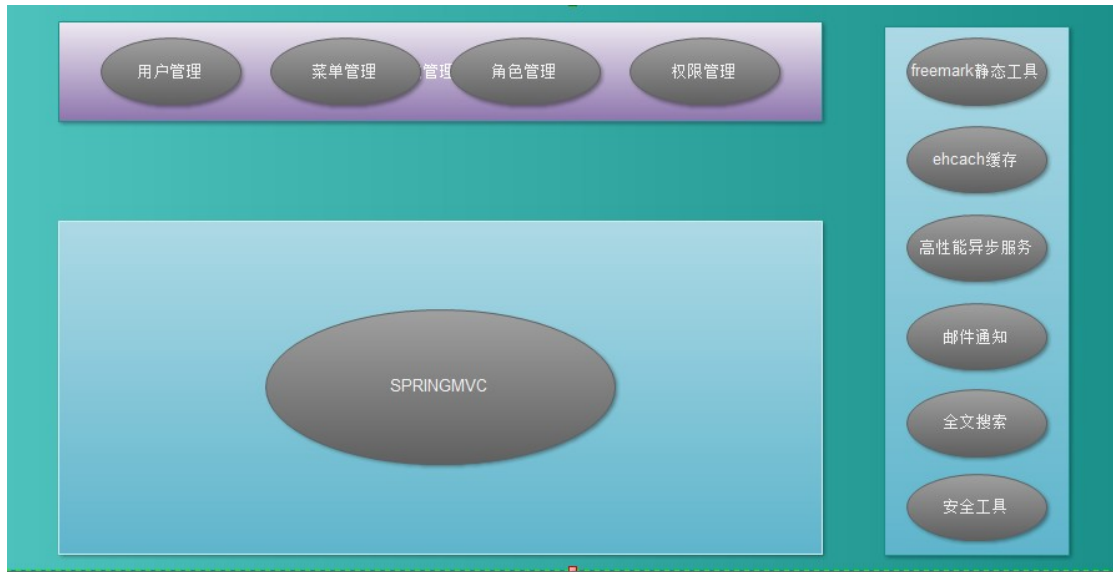 用户管理
菜单管理
管理
角色管理
权限管理
SPRINGMVC
freemark静态工具
ehcach缓存
高性能异步服务
邮件通知
全文搜索
安全工具